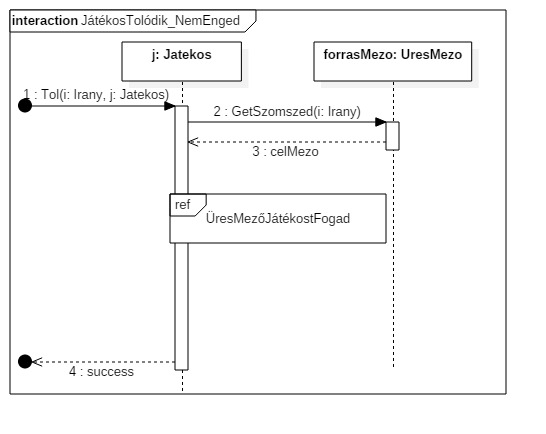 interaction JátékosTolódik_NemEnged
j: Jatekos
forrasMezo: UresMezo
1 : Tol(i: Irany, j: Jatekos)
2 : GetSzomszed(i: Irany)
3 : celMezo
ref
ÜresMezőJátékostFogad
4 : success